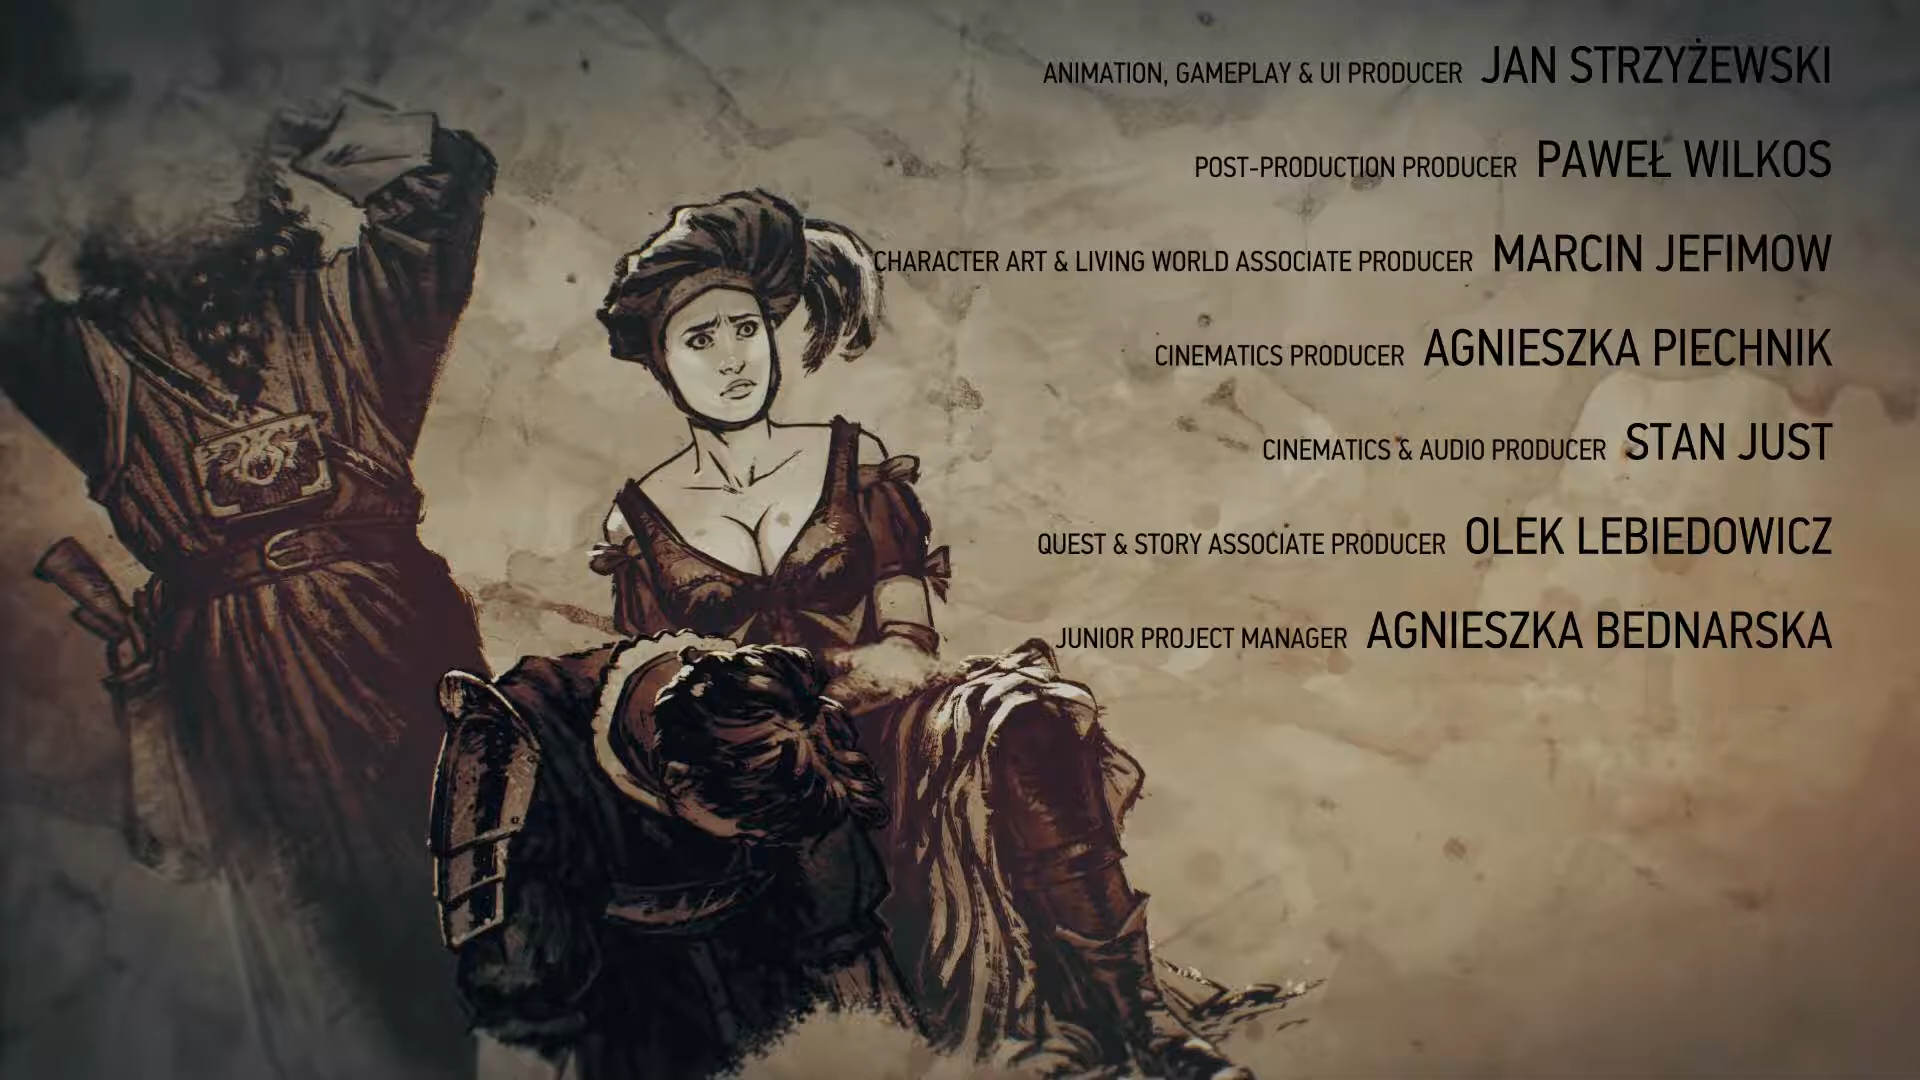 ANIMATION, GAMEPLAY & UI PRODUCER JAN STRZYŻEWSKI
POST-PRODUCTION PRODUCER PAWEŁ WILKOS
CHARACTER ART & LIVING WORLD ASSOCIATE PRODUCER MARCIN JEFIMOW
CINEMATICS PRODUCER AGNIESZKA PIECHNIK
CINEMATICS & AUDIO PRODUCER STAN JUST
QUEST & STORY ASSOCIATE PRODUCER OLEK LEBIEDOWICZ
JUNIOR PROJECT MANAGER AGNIESZKA BEDNARSKA